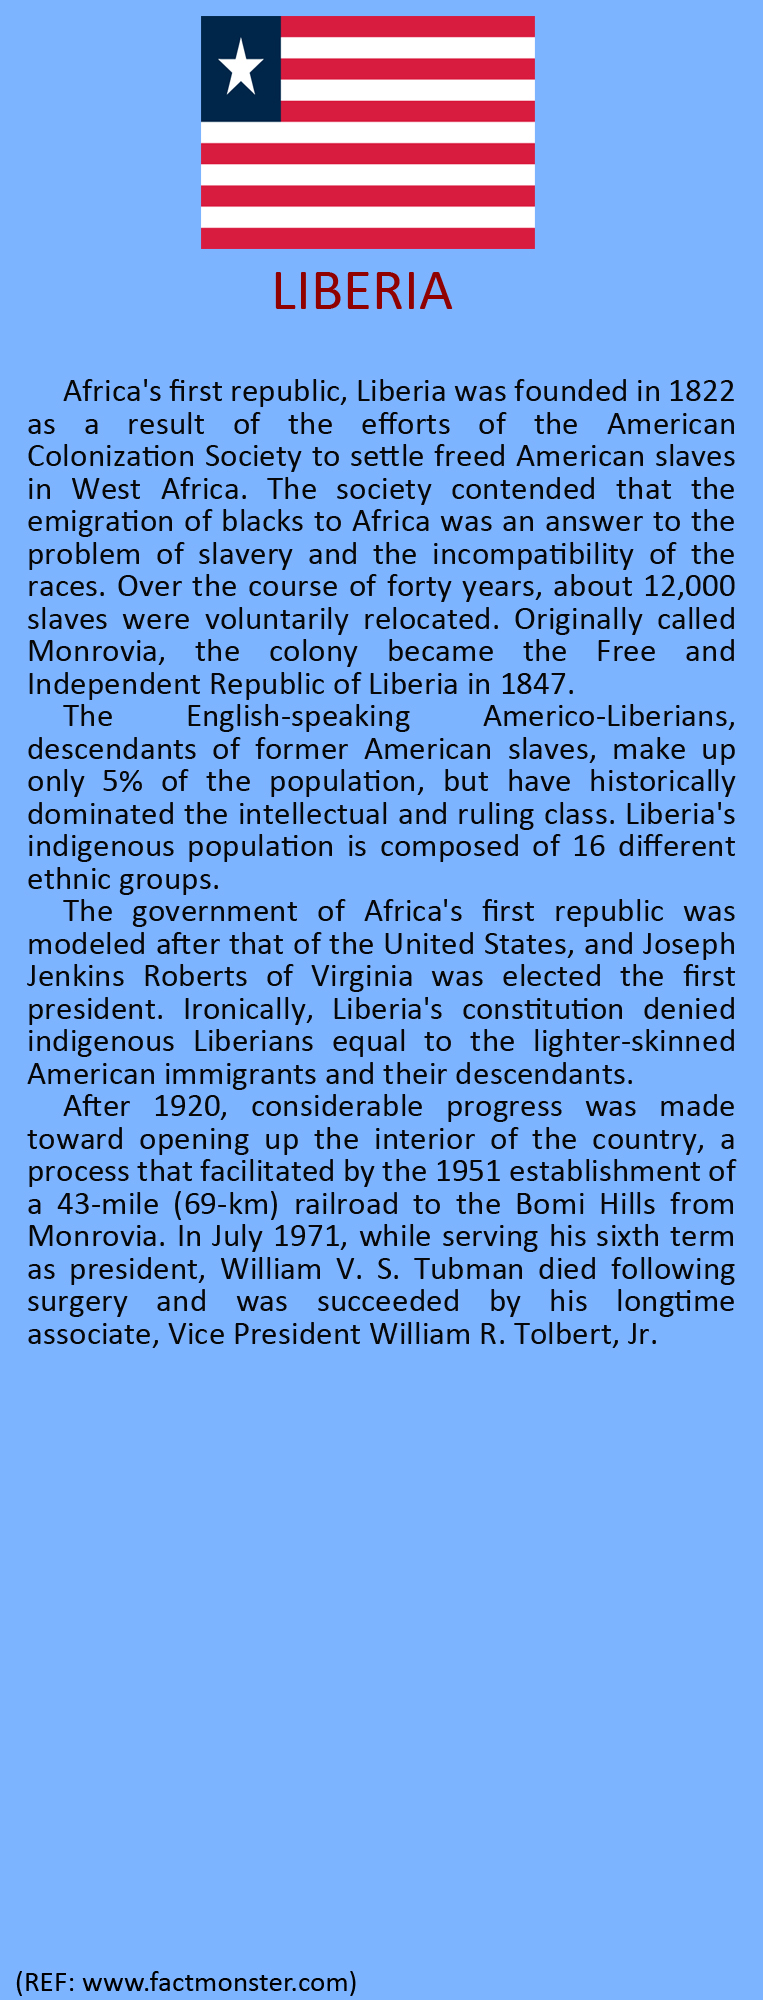 LIBERIA
Africa's first republic, Liberia was founded in 1822
as a result of the efforts of the American
Colonization Society to settle freed American slaves
in West Africa. The society contended that the
emigration of blacks to Africa was an answer to the
problem of slavery and the incompatibility of the
races. Over the course of forty years, about 12,000
slaves were voluntarily relocated. Originally called
Monrovia, the colony became the Free and
Independent Republic of Liberia in 1847.
The English-speaking Americo-Liberians,
descendants of former American slaves, make up
only 5% of the population, but have historically
dominated the intellectual and ruling class. Liberia's
indigenous population is composed of 16 different
ethnic groups.
The government of Africa's first republic was
modeled after that of the United States, and Joseph
Jenkins Roberts of Virginia was elected the first
president. Ironically, Liberia's constitution denied
indigenous Liberians equal to the lighter-skinned
American immigrants and their descendants.
After 1920, considerable progress was made
toward opening up the interior of the country, a
process that facilitated by the 1951 establishment of
a 43-mile (69-km) railroad to the Bomi Hills from
Monrovia. In July 1971, while serving his sixth term
as president, William V. S. Tubman died following
surgery and was succeeded by his longtime
associate, Vice President William R. Tolbert, Jr.
(REF: www.factmonster.com)